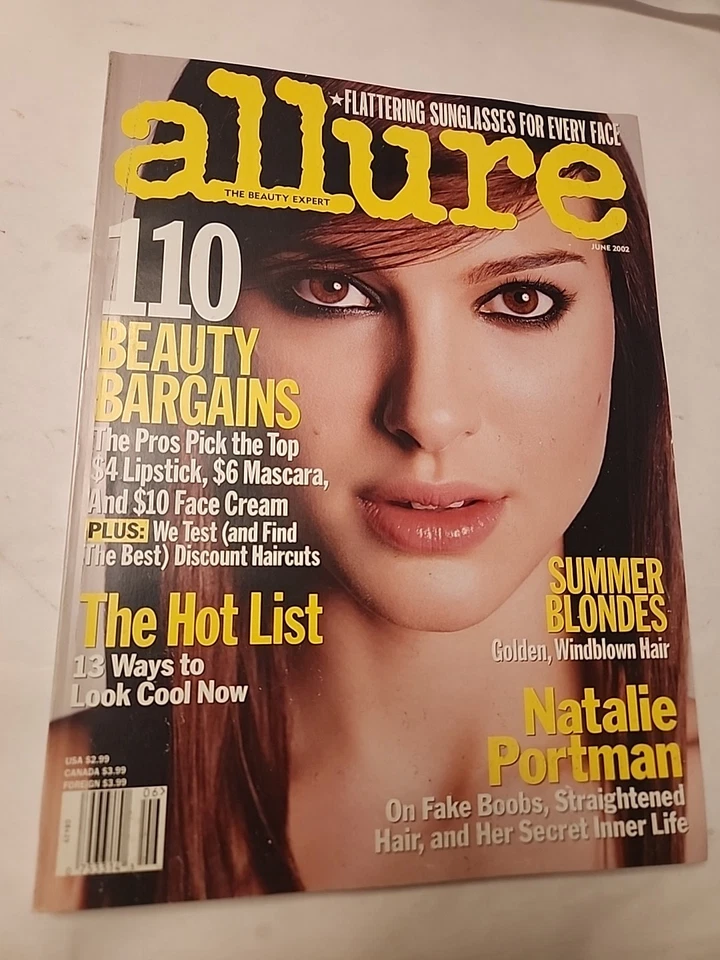 ★FLATTERING SUNGLASSES FOR EVERY FACE
allure
THE BEAUTY EXPERT
JUNE 2002
110
BEAUTY
BARGAINS
The Pros Pick the Top
$4 Lipstick, $6 Mascara,
And $10 Face Cream
PLUS: We Test (and Find
The Best) Discount Haircuts
The Hot List
13 Ways to
Look Cool Now
SUMMER
BLONDES
Golden, Windblown Hair
Natalie
Portman
On Fake Boobs, Straightened
Hair, and Her Secret Inner Life
USA $2.99
CANADA $3.99
FOREIGN $3.99
06>